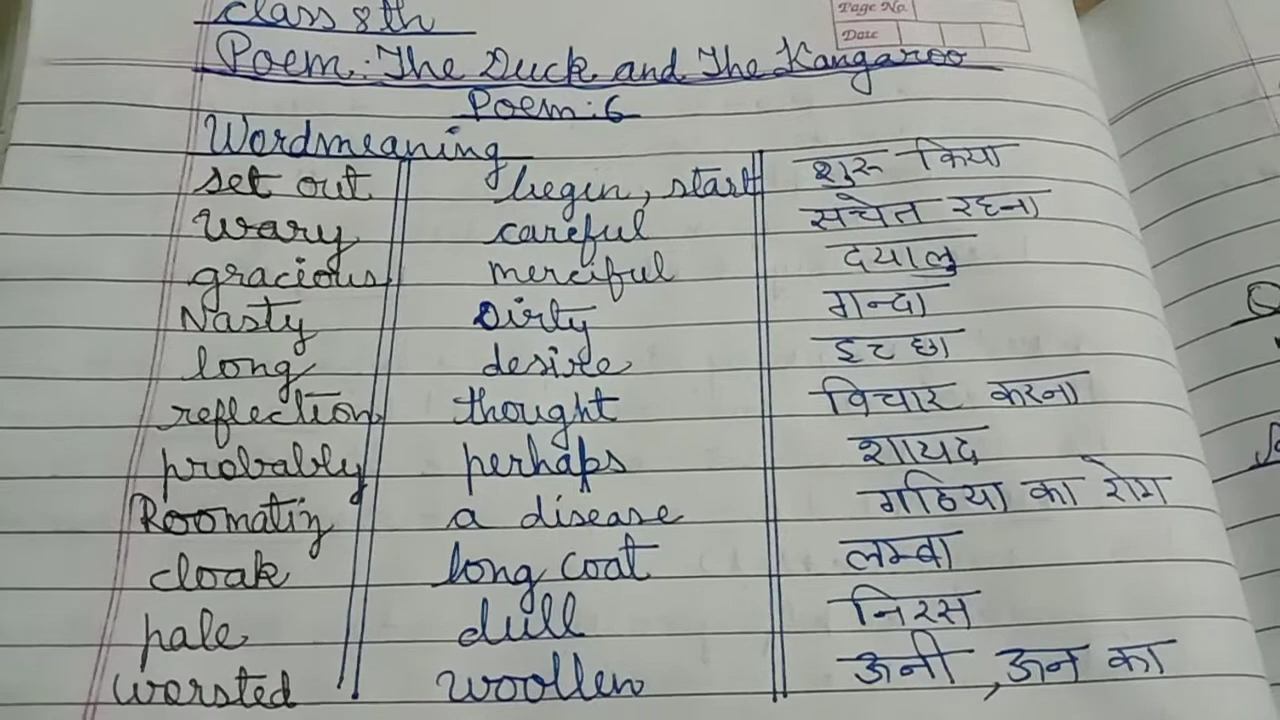 class 8th
Page No.
Date
Poem: The Duck and The Kangaroo
Poem: 6
Wordmeaning
set out begin, start शुरू किया
wary careful सचेत रहना
gracious merciful दयालु
Nasty Dirty गन्दा
long desire इच्छा
reflection thought विचार करना
probably perhaps शायद
Roomatiz a disease गठिया का रोग
cloak long coat लम्बा
pale dull निरस
worsted woollen ऊनी, ऊन का